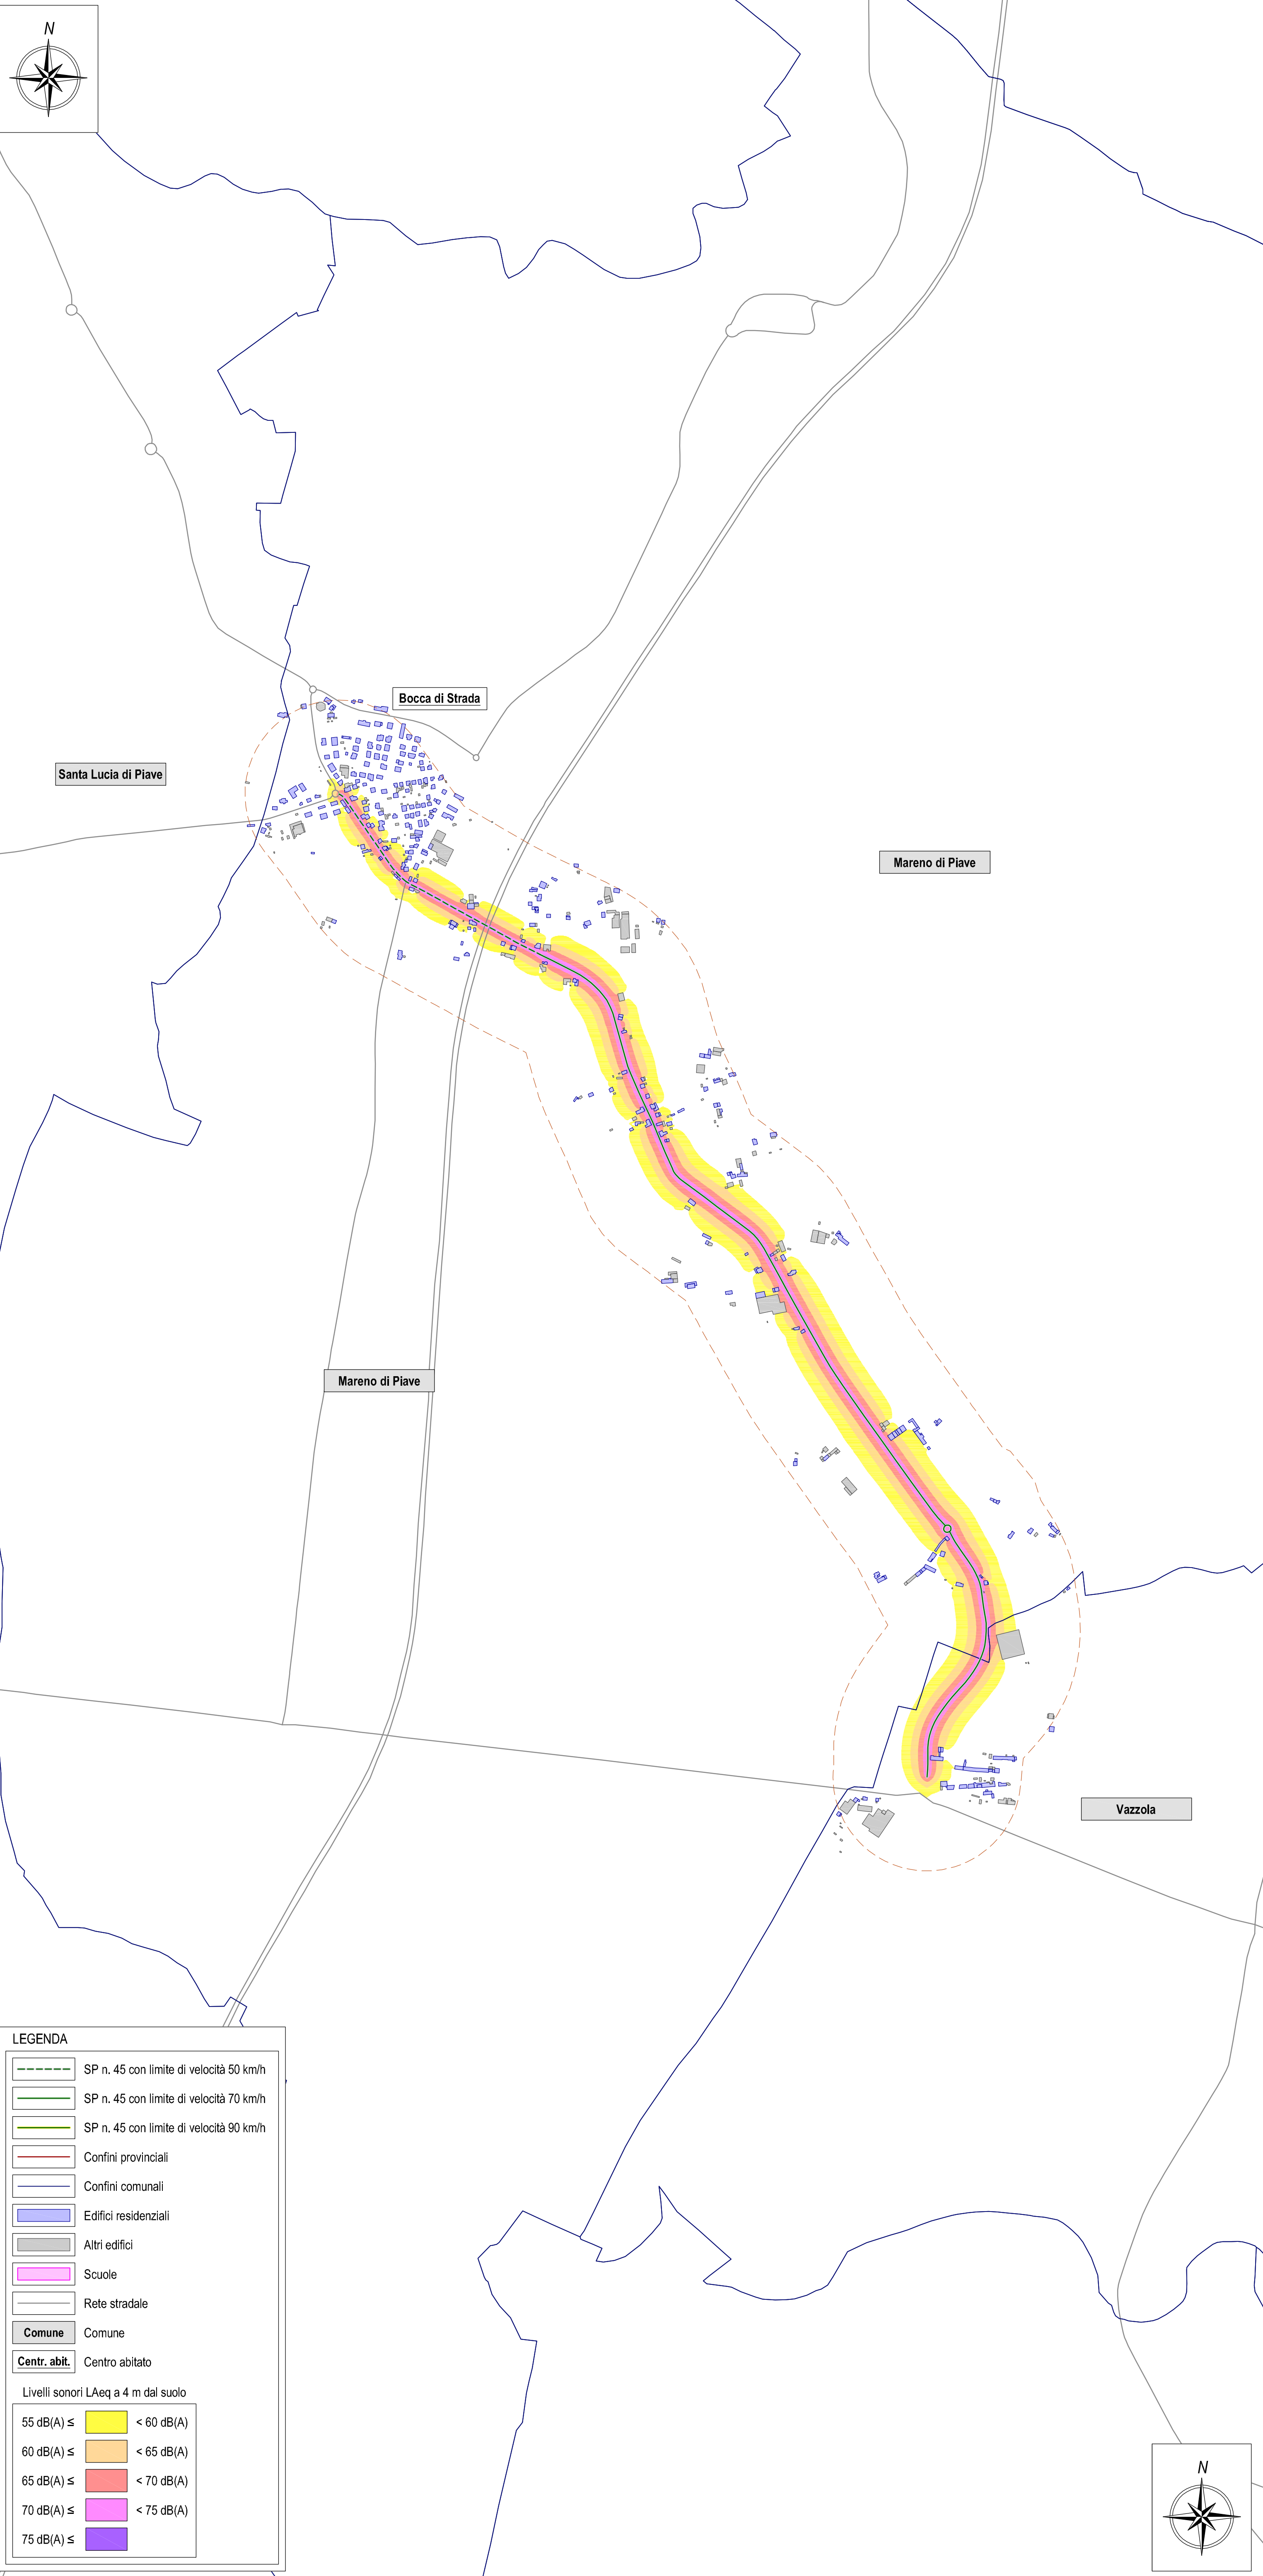 N
Bocca di Strada
Santa Lucia di Piave
Mareno di Piave
Mareno di Piave
Vazzola
LEGENDA
SP n. 45 con limite di velocità 50 km/h
SP n. 45 con limite di velocità 70 km/h
SP n. 45 con limite di velocità 90 km/h
Confini provinciali
Confini comunali
Edifici residenziali
Altri edifici
Scuole
Rete stradale
Comune Comune
Centr. abit. Centro abitato
Livelli sonori LAeq a 4 m dal suolo
55 dB(A) ≤ < 60 dB(A)
60 dB(A) ≤ < 65 dB(A)
65 dB(A) ≤ < 70 dB(A)
70 dB(A) ≤ < 75 dB(A)
75 dB(A) ≤
N